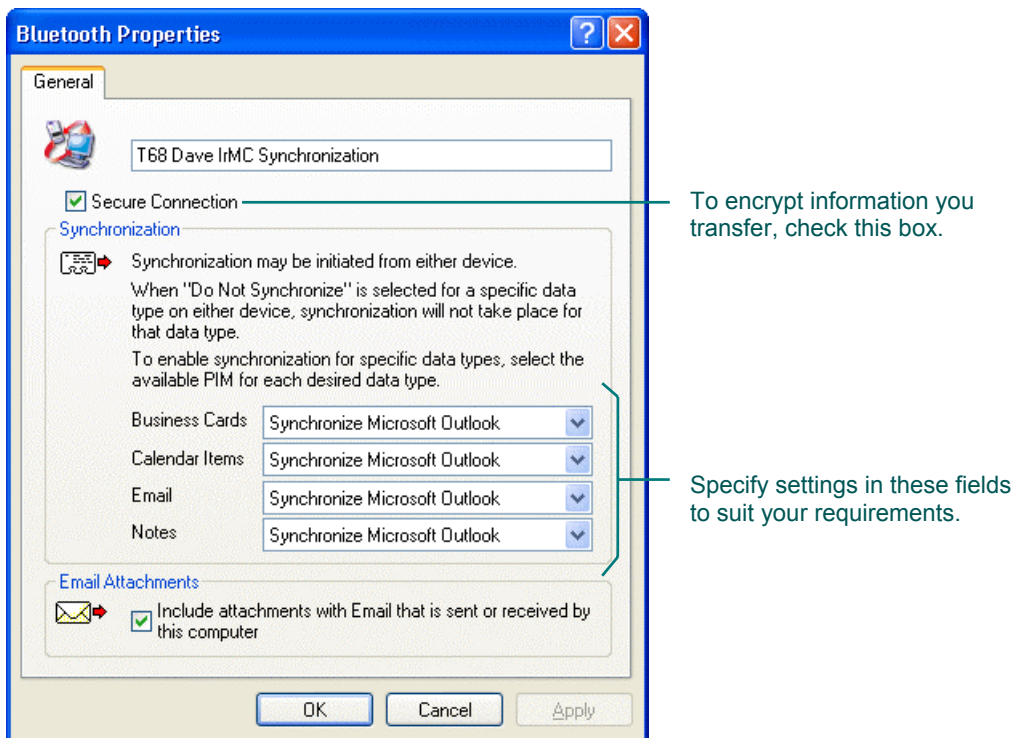 Bluetooth Properties
General
T68 Dave IrMC Synchronization
Secure Connection
To encrypt information you
transfer, check this box.
Synchronization
Synchronization may be initiated from either device.
When "Do Not Synchronize" is selected for a specific data
type on either device, synchronization will not take place for
that data type.
To enable synchronization for specific data types, select the
available PIM for each desired data type.
Business Cards Synchronize Microsoft Outlook
Calendar Items Synchronize Microsoft Outlook
Email Synchronize Microsoft Outlook
Notes Synchronize Microsoft Outlook
Specify settings in these fields
to suit your requirements.
Email Attachments
Include attachments with Email that is sent or received by
this computer
OK Cancel Apply